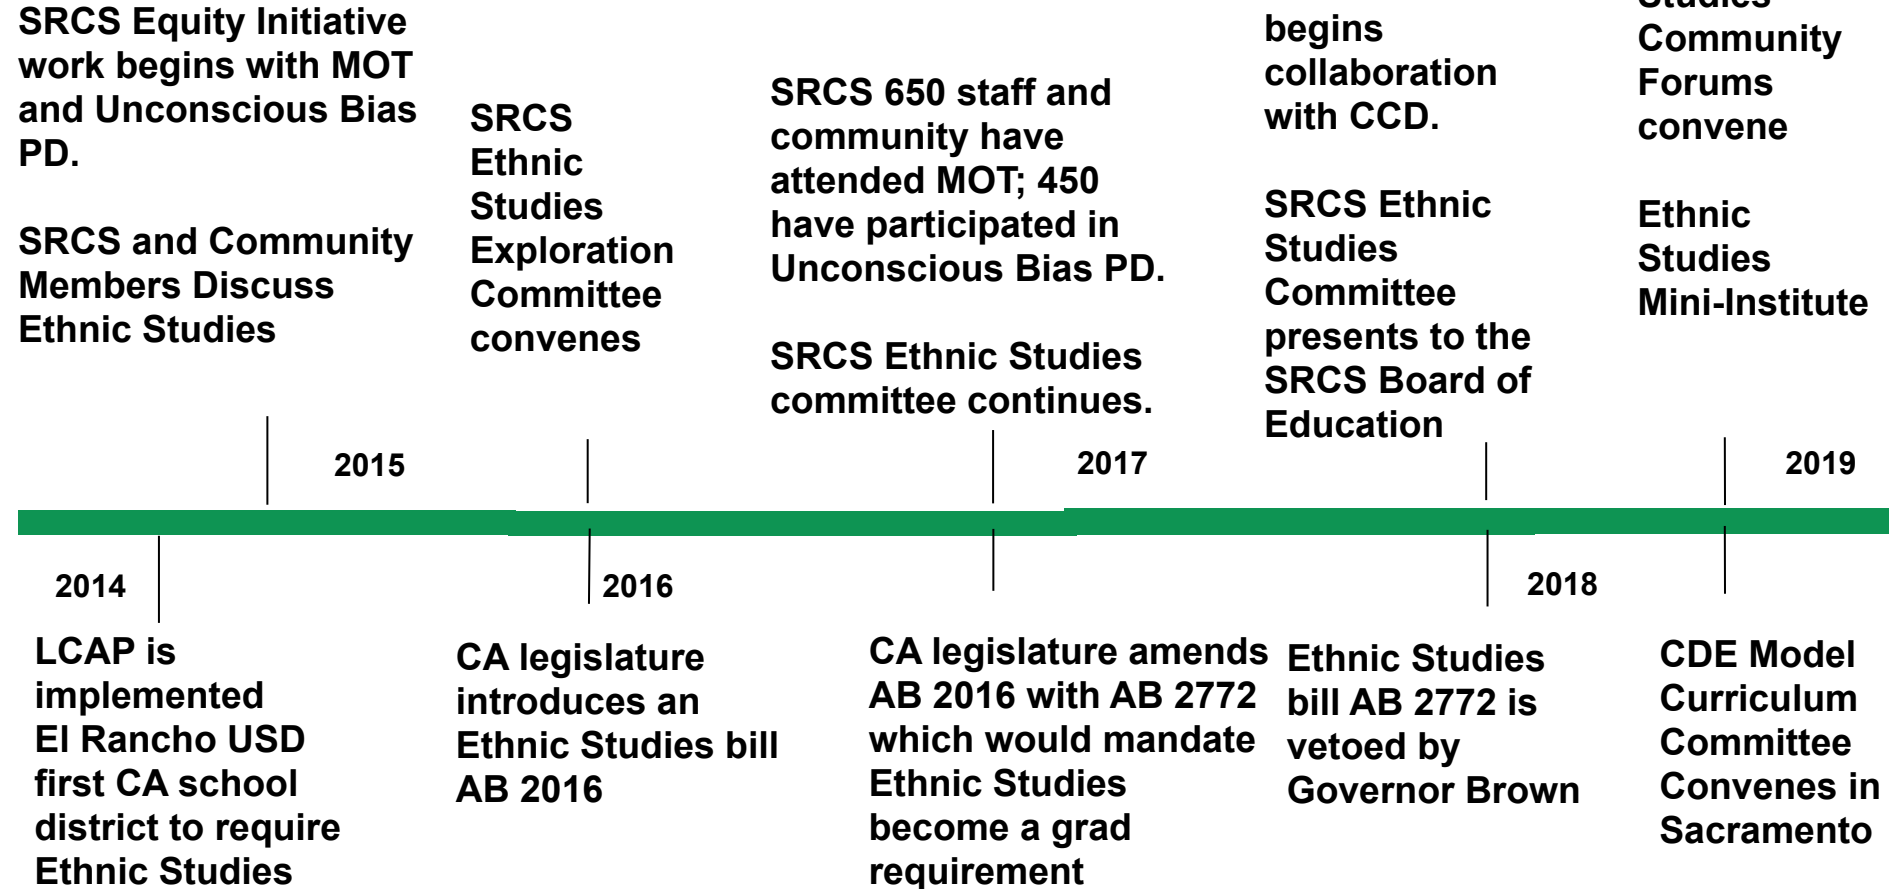 SRCS Equity Initiative
work begins with MOT
and Unconscious Bias
PD.
SRCS and Community
Members Discuss
Ethnic Studies
SRCS
Ethnic
Studies
Exploration
Committee
convenes
SRCS 650 staff and
community have
attended MOT; 450
have participated in
Unconscious Bias PD.
SRCS Ethnic Studies
committee continues.
begins
collaboration
with CCD.
SRCS Ethnic
Studies
Committee
presents to the
SRCS Board of
Education
Studies
Community
Forums
convene
Ethnic
Studies
Mini-Institute
2015
2017
2019
2014
2016
2018
LCAP is
implemented
El Rancho USD
first CA school
district to require
Ethnic Studies
CA legislature
introduces an
Ethnic Studies bill
AB 2016
CA legislature amends
AB 2016 with AB 2772
which would mandate
Ethnic Studies
become a grad
requirement
Ethnic Studies
bill AB 2772 is
vetoed by
Governor Brown
CDE Model
Curriculum
Committee
Convenes in
Sacramento